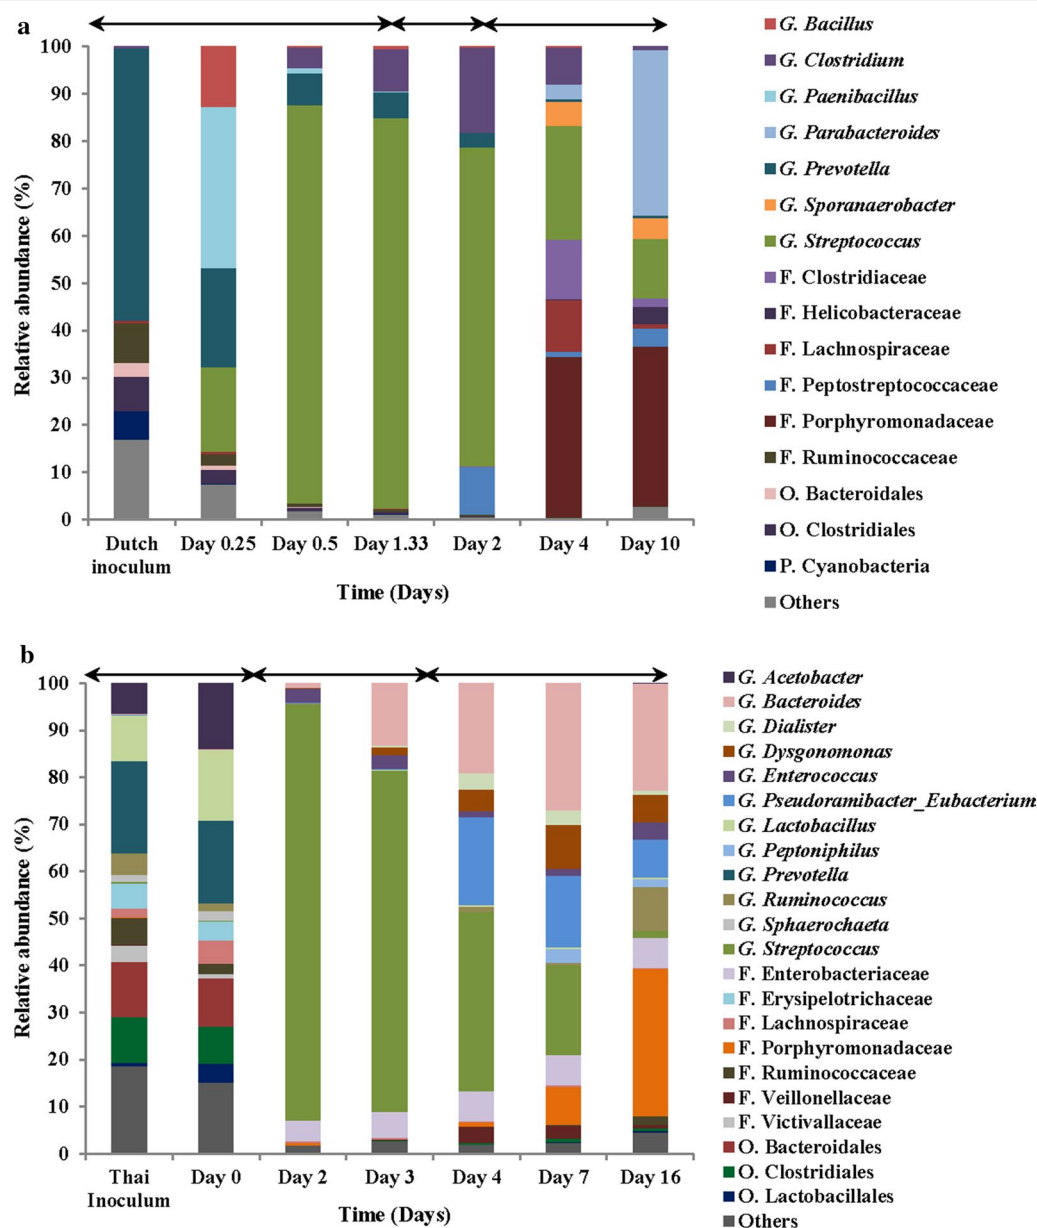 a
100
90
80
70
60
50
40
30
20
10
0
Relative abundance (%)
Dutch inoculum
Day 0.25
Day 0.5
Day 1.33
Day 2
Day 4
Day 10
Time (Days)
G. Bacillus
G. Clostridium
G. Paenibacillus
G. Parabacteroides
G. Prevotella
G. Sporanaerobacter
G. Streptococcus
F. Clostridiaceae
F. Helicobacteraceae
F. Lachnospiraceae
F. Peptostreptococcaceae
F. Porphyromonadaceae
F. Ruminococcaceae
O. Bacteroidales
O. Clostridiales
P. Cyanobacteria
Others
b
100
90
80
70
60
50
40
30
20
10
0
Relative abundance (%)
Thai Inoculum
Day 0
Day 2
Day 3
Day 4
Day 7
Day 16
Time (Days)
G. Acetobacter
G. Bacteroides
G. Dialister
G. Dysgonomonas
G. Enterococcus
G. Pseudoramibacter_Eubacterium
G. Lactobacillus
G. Peptoniphilus
G. Prevotella
G. Ruminococcus
G. Sphaerochaeta
G. Streptococcus
F. Enterobacteriaceae
F. Erysipelotrichaceae
F. Lachnospiraceae
F. Porphyromonadaceae
F. Ruminococcaceae
F. Veillonellaceae
F. Victivallaceae
O. Bacteroidales
O. Clostridiales
O. Lactobacillales
Others